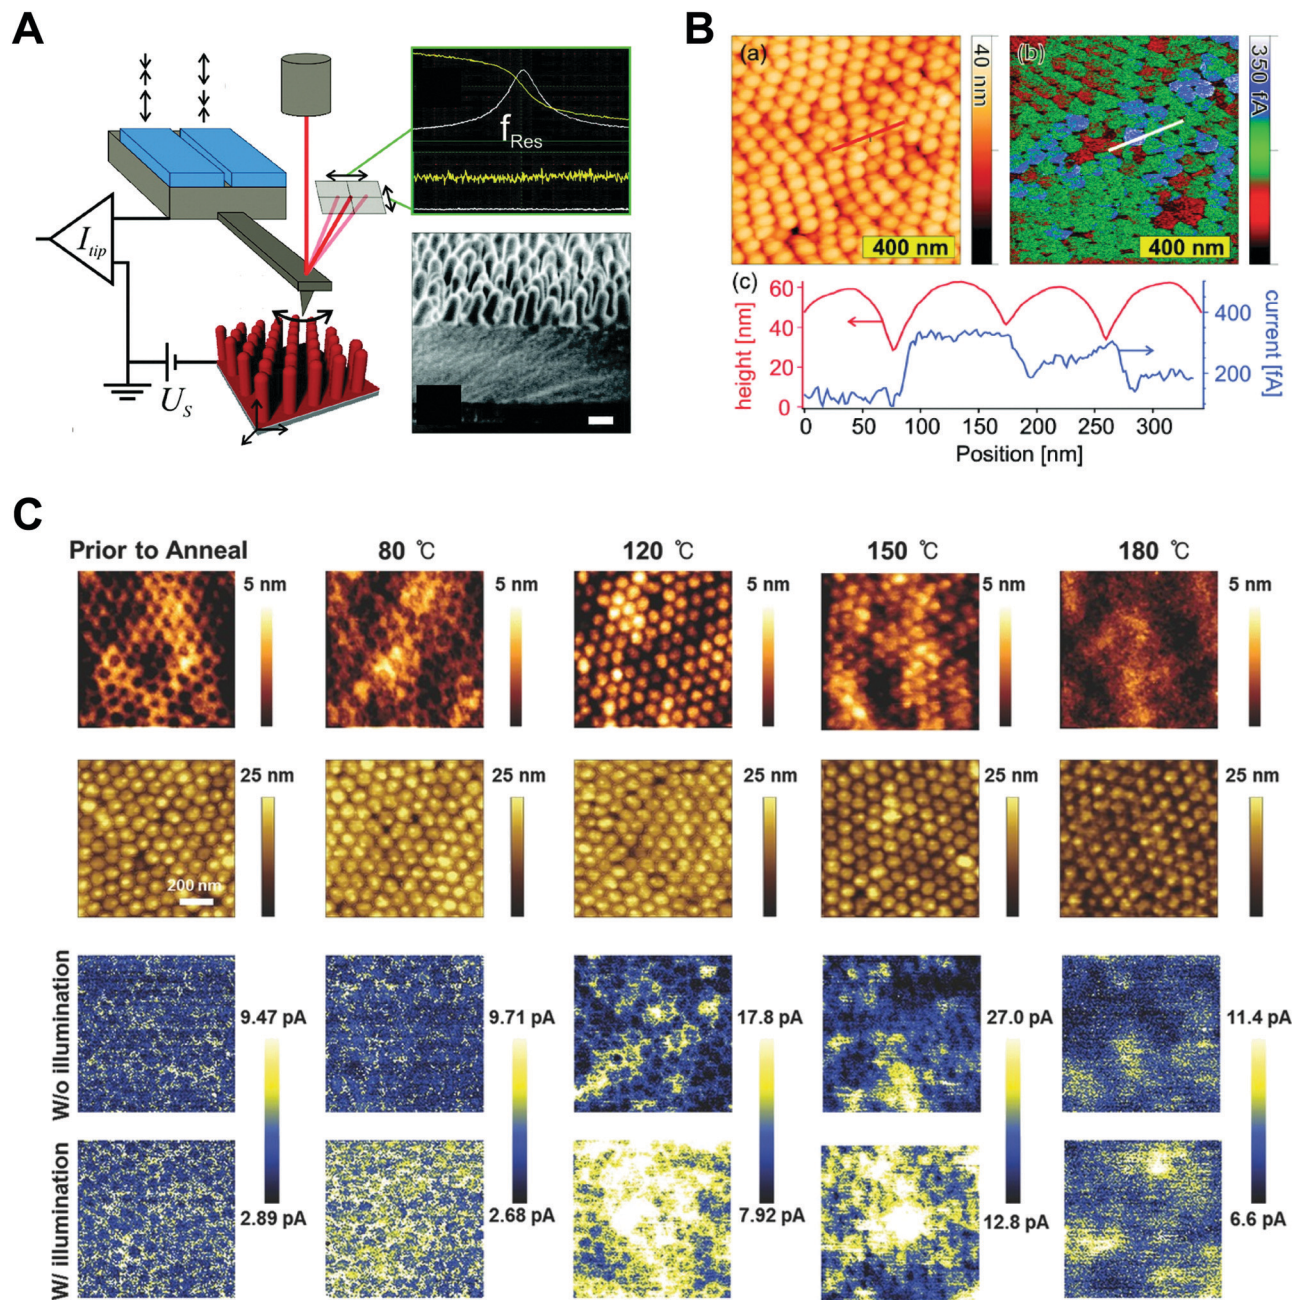 A
f Res
I tip
U S
B
(a)
40 nm
400 nm
(b)
350 fA
400 nm
(c)
60
40
20
0
height [nm]
400
200
current [fA]
0 50 100 150 200 250 300
Position [nm]
C
Prior to Anneal 80 ℃ 120 ℃ 150 ℃ 180 ℃
5 nm 5 nm 5 nm 5 nm 5 nm
25 nm 25 nm 25 nm 25 nm 25 nm
200 nm
W/o illumination
9.47 pA 9.71 pA 17.8 pA 27.0 pA 11.4 pA
W/ illumination
2.89 pA 2.68 pA 7.92 pA 12.8 pA 6.6 pA